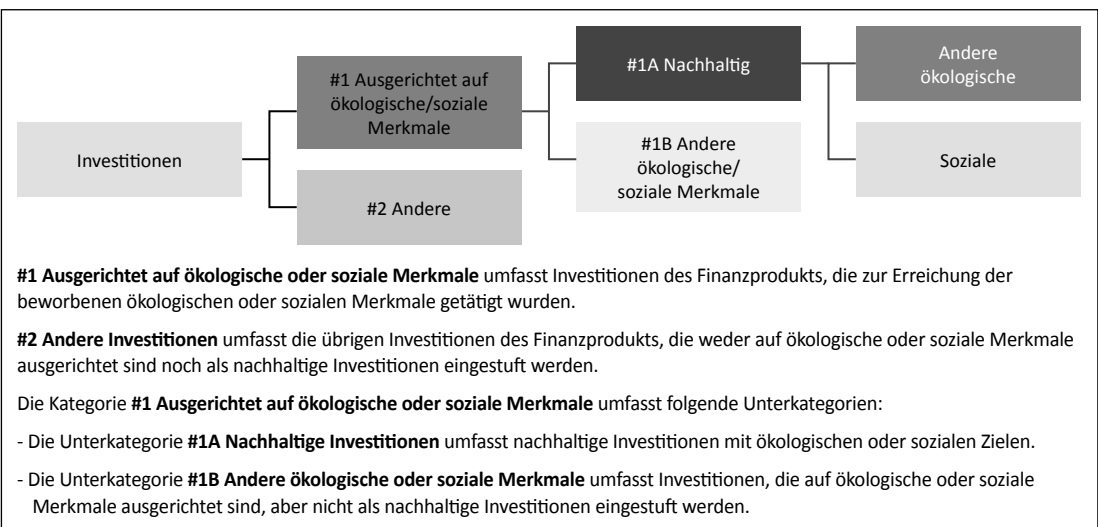 Investitionen
#1 Ausgerichtet auf
ökologische/soziale
Merkmale
#2 Andere
#1A Nachhaltig
#1B Andere
ökologische/
soziale Merkmale
Andere
ökologische
Soziale
#1 Ausgerichtet auf ökologische oder soziale Merkmale umfasst Investitionen des Finanzprodukts, die zur Erreichung der
beworbenen ökologischen oder sozialen Merkmale getätigt wurden.
#2 Andere Investitionen umfasst die übrigen Investitionen des Finanzprodukts, die weder auf ökologische oder soziale Merkmale
ausgerichtet sind noch als nachhaltige Investitionen eingestuft werden.
Die Kategorie #1 Ausgerichtet auf ökologische oder soziale Merkmale umfasst folgende Unterkategorien:
- Die Unterkategorie #1A Nachhaltige Investitionen umfasst nachhaltige Investitionen mit ökologischen oder sozialen Zielen.
- Die Unterkategorie #1B Andere ökologische oder soziale Merkmale umfasst Investitionen, die auf ökologische oder soziale
Merkmale ausgerichtet sind, aber nicht als nachhaltige Investitionen eingestuft werden.